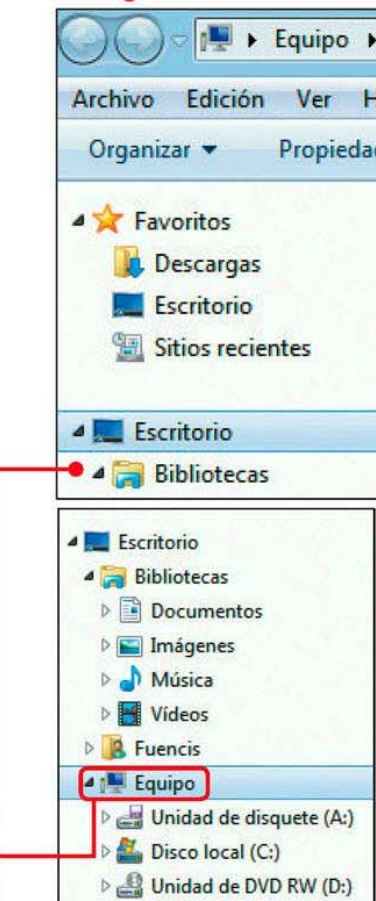 Equipo
Archivo Edición Ver H
Organizar Propieda
Favoritos
Descargas
Escritorio
Sitios recientes
Escritorio
Bibliotecas
Escritorio
Bibliotecas
Documentos
Imágenes
Música
Vídeos
Fuencis
Equipo
Unidad de disquete (A:)
Disco local (C:)
Unidad de DVD RW (D:)